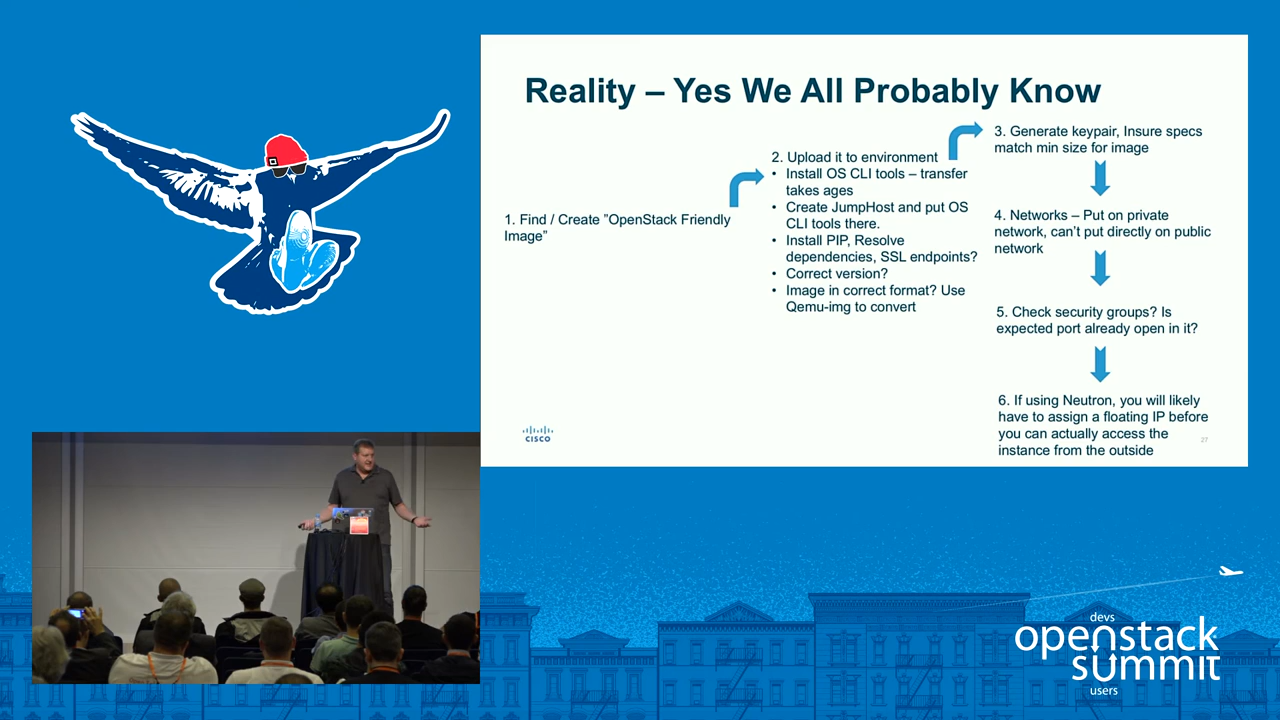 Reality – Yes We All Probably Know
1. Find / Create ”OpenStack Friendly
Image”
2. Upload it to environment
• Install OS CLI tools – transfer
takes ages
• Create JumpHost and put OS
CLI tools there.
• Install PIP, Resolve
dependencies, SSL endpoints?
• Correct version?
• Image in correct format? Use
Qemu-img to convert
3. Generate keypair, Insure specs
match min size for image
4. Networks – Put on private
network, can’t put directly on public
network
5. Check security groups? Is
expected port already open in it?
6. If using Neutron, you will likely
have to assign a floating IP before
you can actually access the
instance from the outside
CISCO
27
devs
openstack
summit
users